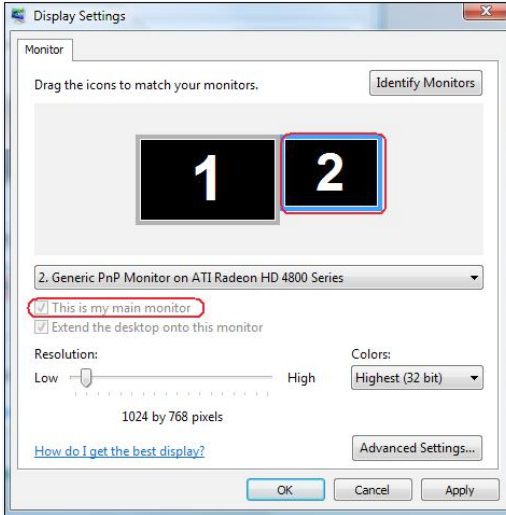 Display Settings
Monitor
Drag the icons to match your monitors.
Identify Monitors
1
2
2. Generic PnP Monitor on ATI Radeon HD 4800 Series
This is my main monitor
Extend the desktop onto this monitor
Resolution:
Colors:
Low
High
Highest (32 bit)
1024 by 768 pixels
How do I get the best display?
Advanced Settings...
OK
Cancel
Apply